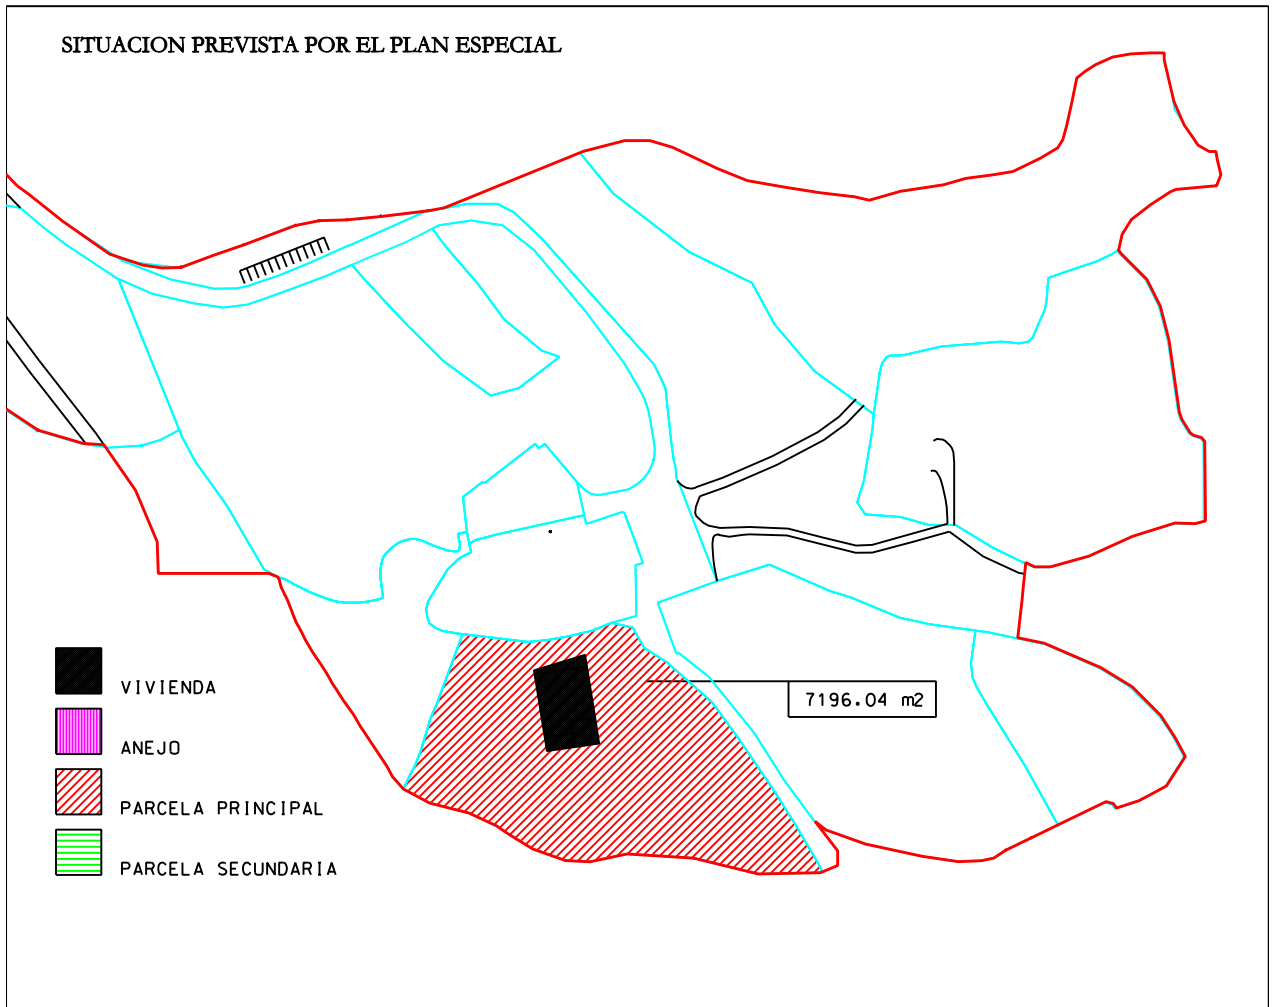 SITUACION PREVISTA POR EL PLAN ESPECIAL
7196.04 m2
VIVIENDA
ANEJO
PARCELA PRINCIPAL
PARCELA SECUNDARIA